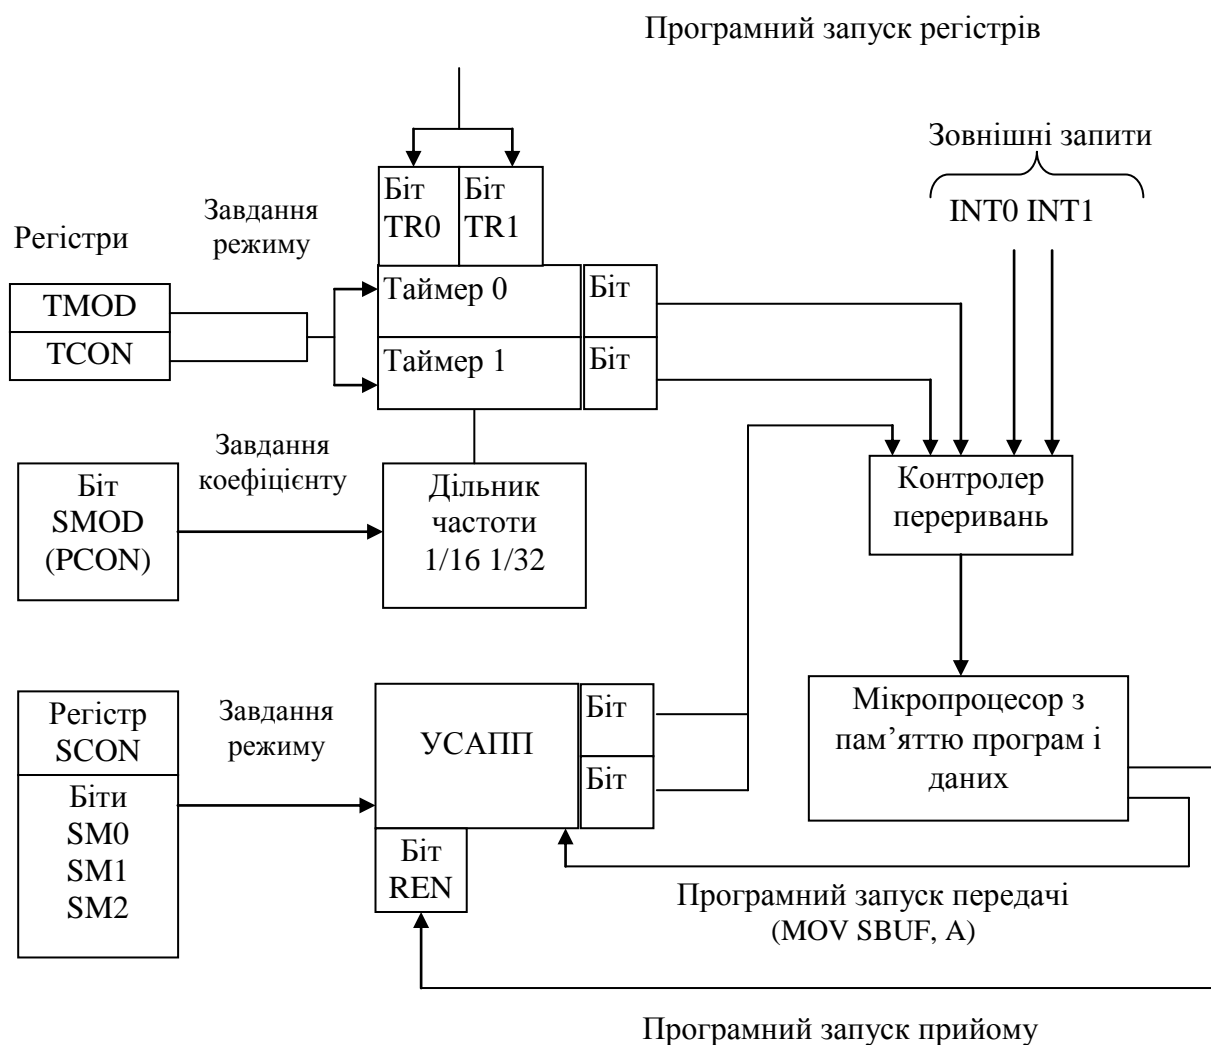 Програмний запуск регістрів
Зовнішні запити
INT0 INT1
Біт
TR0
Біт
TR1
Завдання
режиму
Регістри
TMOD
TCON
Таймер 0
Біт
Таймер 1
Біт
Завдання
коефіцієнту
Біт
SMOD
(PCON)
Дільник
частоти
1/16 1/32
Контролер
переривань
Регістр
SCON
Біти
SM0
SM1
SM2
Завдання
режиму
УСАПП
Біт
Біт
Біт
REN
Мікропроцесор з
пам’яттю програм і
даних
Програмний запуск передачі
(MOV SBUF, A)
Програмний запуск прийому